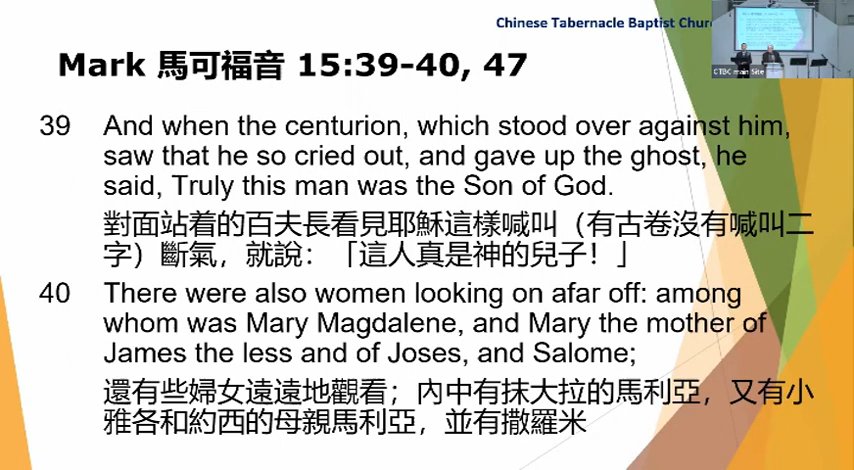 Chinese Tabernacle Baptist Chur
Mark 馬可福音 15:39-40, 47
CTBC main Site
39 And when the centurion, which stood over against him,
saw that he so cried out, and gave up the ghost, he
said, Truly this man was the Son of God.
對面站着的百夫長看見耶穌這樣喊叫（有古卷沒有喊叫二
字）斷氣，就說：「這人真是神的兒子！」
40 There were also women looking on afar off: among
whom was Mary Magdalene, and Mary the mother of
James the less and of Joses, and Salome;
還有些婦女遠遠地觀看；內中有抹大拉的馬利亞，又有小
雅各和約西的母親馬利亞，並有撒羅米